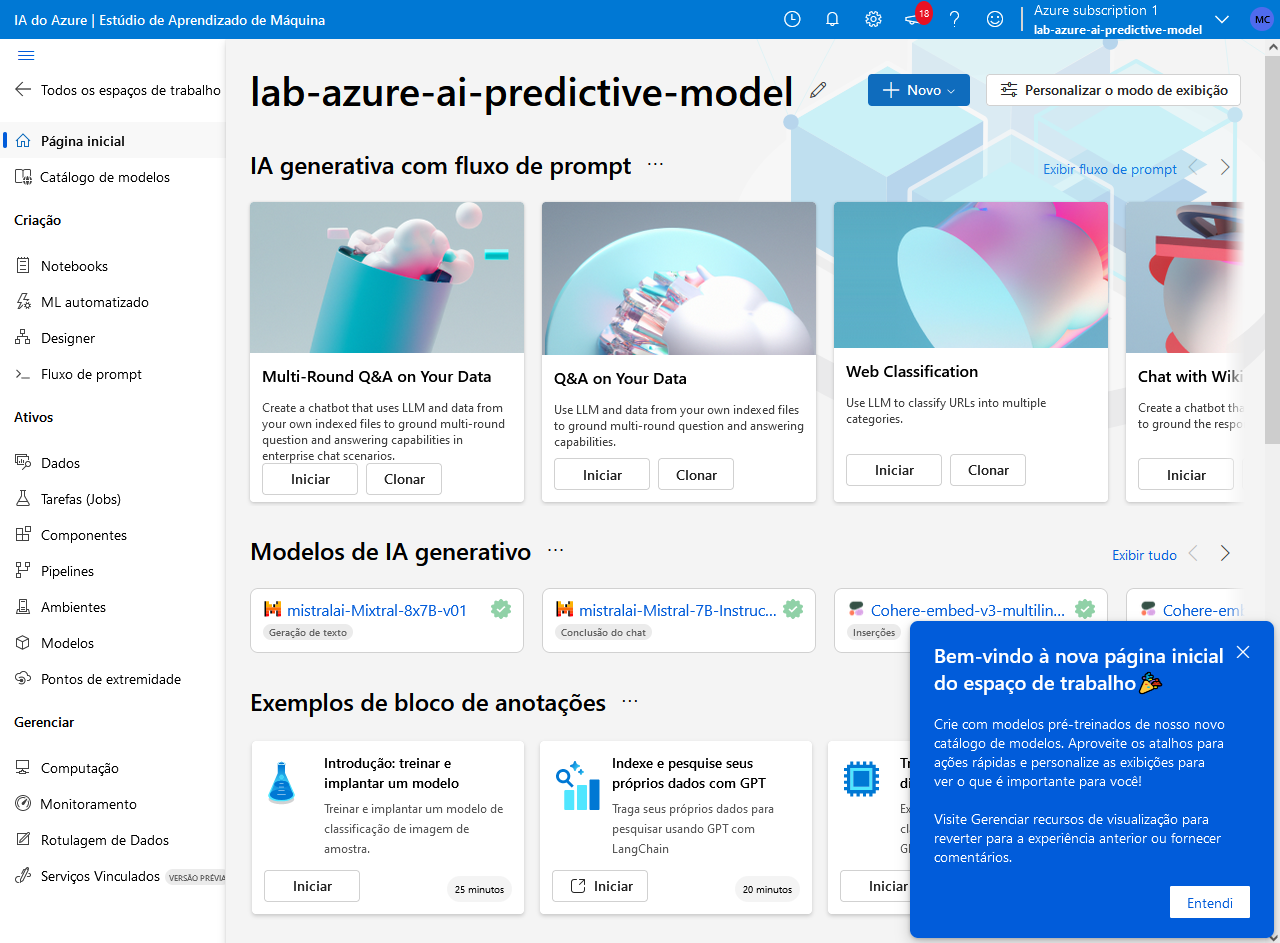 IA do Azure | Estúdio de Aprendizado de Máquina
18
Azure subscription 1
lab-azure-ai-predictive-model
MC
Todos os espaços de trabalho
Página inicial
Catálogo de modelos
Criação
Notebooks
ML automatizado
Designer
Fluxo de prompt
Ativos
Dados
Tarefas (Jobs)
Componentes
Pipelines
Ambientes
Modelos
Pontos de extremidade
Gerenciar
Computação
Monitoramento
Rotulagem de Dados
Serviços Vinculados VERSÃO PRÉVIA
lab-azure-ai-predictive-model
Novo
Personalizar o modo de exibição
IA generativa com fluxo de prompt ...
Exibir fluxo de prompt
Multi-Round Q&A on Your Data
Create a chatbot that uses LLM and data from
your own indexed files to ground multi-round
question and answering capabilities in
enterprise chat scenarios.
Iniciar Clonar
Q&A on Your Data
Use LLM and data from your own indexed files
to ground multi-round question and answering
capabilities.
Iniciar Clonar
Web Classification
Use LLM to classify URLs into multiple
categories.
Iniciar Clonar
Chat with Wiki
Create a chatbot tha
to ground the respo
Iniciar
Modelos de IA generativo ...
Exibir tudo
mistralai-Mixtral-8x7B-v01
Geração de texto
mistralai-Mistral-7B-Instruc...
Conclusão do chat
Cohere-embed-v3-multilin...
Inserções
Cohere-emb
Exemplos de bloco de anotações ...
Introdução: treinar e
implantar um modelo
Treinar e implantar um modelo de
classificação de imagem de
amostra.
Iniciar
25 minutos
Indexe e pesquise seus
próprios dados com GPT
Traga seus próprios dados para
pesquisar usando GPT com
LangChain
Iniciar
20 minutos
Iniciar
Bem-vindo à nova página inicial
do espaço de trabalho
Crie com modelos pré-treinados de nosso novo
catálogo de modelos. Aproveite os atalhos para
ações rápidas e personalize as exibições para
ver o que é importante para você!
Visite Gerenciar recursos de visualização para
reverter para a experiência anterior ou fornecer
comentários.
Entendi